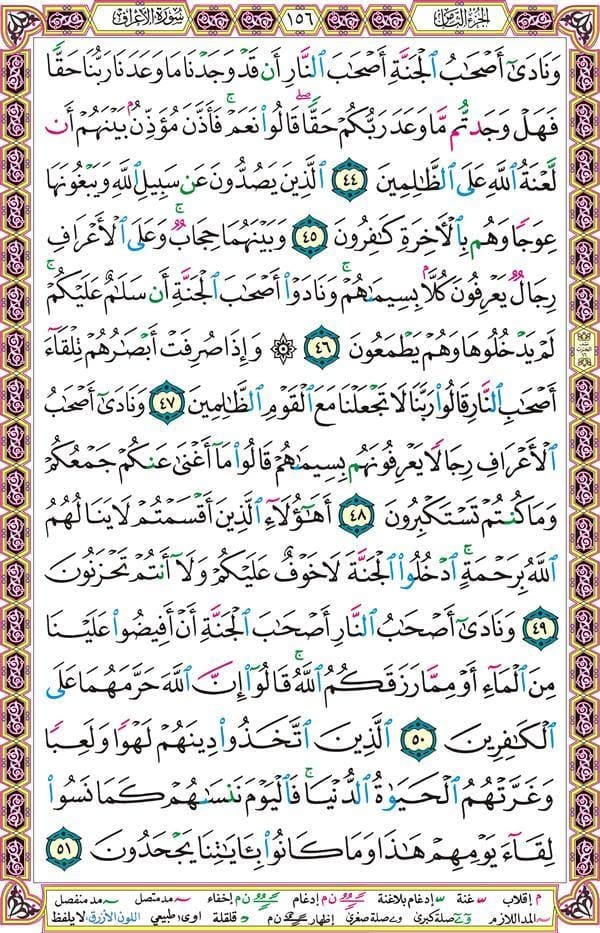 سورة الأعراف ١٥٦ الجزء الثامن
وَنَادَىٰٓ أَصْحَٰبُ ٱلْجَنَّةِ أَصْحَٰبَ ٱلنَّارِ أَن قَدْ وَجَدْنَا مَا وَعَدَنَا رَبُّنَا حَقًّا
فَهَلْ وَجَدتُّم مَّا وَعَدَ رَبُّكُمْ حَقًّا ۖ قَالُوا۟ نَعَمْ ۚ فَأَذَّنَ مُؤَذِّنٌۢ بَيْنَهُمْ أَن
لَّعْنَةُ ٱللَّهِ عَلَى ٱلظَّٰلِمِينَ ٤٤ ٱلَّذِينَ يَصُدُّونَ عَن سَبِيلِ ٱللَّهِ وَيَبْغُونَهَا
عِوَجًا وَهُم بِٱلْـَٔاخِرَةِ كَٰفِرُونَ ٤٥ وَبَيْنَهُمَا حِجَابٌ ۚ وَعَلَى ٱلْأَعْرَافِ
رِجَالٌ يَعْرِفُونَ كُلًّۢا بِسِيمَىٰهُمْ ۚ وَنَادَوْا۟ أَصْحَٰبَ ٱلْجَنَّةِ أَن سَلَٰمٌ عَلَيْكُمْ ۚ
لَمْ يَدْخُلُوهَا وَهُمْ يَطْمَعُونَ ٤٦ ۞ وَإِذَا صُرِفَتْ أَبْصَٰرُهُمْ تِلْقَآءَ
أَصْحَٰبِ ٱلنَّارِ قَالُوا۟ رَبَّنَا لَا تَجْعَلْنَا مَعَ ٱلْقَوْمِ ٱلظَّٰلِمِينَ ٤٧ وَنَادَىٰٓ أَصْحَٰبُ
ٱلْأَعْرَافِ رِجَالًا يَعْرِفُونَهُم بِسِيمَىٰهُمْ قَالُوا۟ مَآ أَغْنَىٰ عَنكُمْ جَمْعُكُمْ
وَمَا كُنتُمْ تَسْتَكْبِرُونَ ٤٨ أَهَٰٓؤُلَآءِ ٱلَّذِينَ أَقْسَمْتُمْ لَا يَنَالُهُمُ
ٱللَّهُ بِرَحْمَةٍ ۚ ٱدْخُلُوا۟ ٱلْجَنَّةَ لَا خَوْفٌ عَلَيْكُمْ وَلَآ أَنتُمْ تَحْزَنُونَ
٤٩ وَنَادَىٰٓ أَصْحَٰبُ ٱلنَّارِ أَصْحَٰبَ ٱلْجَنَّةِ أَنْ أَفِيضُوا۟ عَلَيْنَا
مِنَ ٱلْمَآءِ أَوْ مِمَّا رَزَقَكُمُ ٱللَّهُ ۚ قَالُوٓا۟ إِنَّ ٱللَّهَ حَرَّمَهُمَا عَلَى
ٱلْكَٰفِرِينَ ٥٠ ٱلَّذِينَ ٱتَّخَذُوا۟ دِينَهُمْ لَهْوًا وَلَعِبًا
وَغَرَّتْهُمُ ٱلْحَيَوٰةُ ٱلدُّنْيَا ۚ فَٱلْيَوْمَ نَنسَىٰهُمْ كَمَا نَسُوا۟
لِقَآءَ يَوْمِهِمْ هَٰذَا وَمَا كَانُوا۟ بِـَٔايَٰتِنَا يَجْحَدُونَ ٥١
م إقلاب غنة إدغام بلاغنة ن م إدغام ن م إخفاء مد متصل مد منفصل
المد اللازم صلة كبرى صلة صغرى إظهار ن م قلقلة اوى: طبيعي اللون الأزرق: لا يلفظ